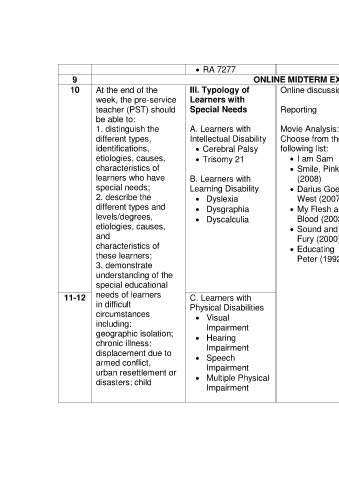 • RA 7277
9
ONLINE MIDTERM EX
10
At the end of the
week, the pre-service
teacher (PST) should
be able to:
1. distinguish the
different types,
identifications,
etiologies, causes,
characteristics of
learners who have
special needs;
2. describe the
different types and
levels/degrees,
etiologies, causes,
and
characteristics of
these learners;
3. demonstrate
understanding of the
special educational
needs of learners
in difficult
circumstances
including:
geographic isolation;
chronic illness;
displacement due to
armed conflict,
urban resettlement or
disasters; child
III. Typology of
Learners with
Special Needs
A. Learners with
Intellectual Disability
• Cerebral Palsy
• Trisomy 21
B. Learners with
Learning Disability
• Dyslexia
• Dysgraphia
• Dyscalculia
Online discussio
Reporting
Movie Analysis:
Choose from the
following list:
• I am Sam
• Smile, Pink
(2008)
• Darius Goe
West (2007
• My Flesh a
Blood (200
• Sound and
Fury (2000)
• Educating
Peter (1992
11-12
C. Learners with
Physical Disabilities
• Visual
Impairment
• Hearing
Impairment
• Speech
Impairment
• Multiple Physical
Impairment